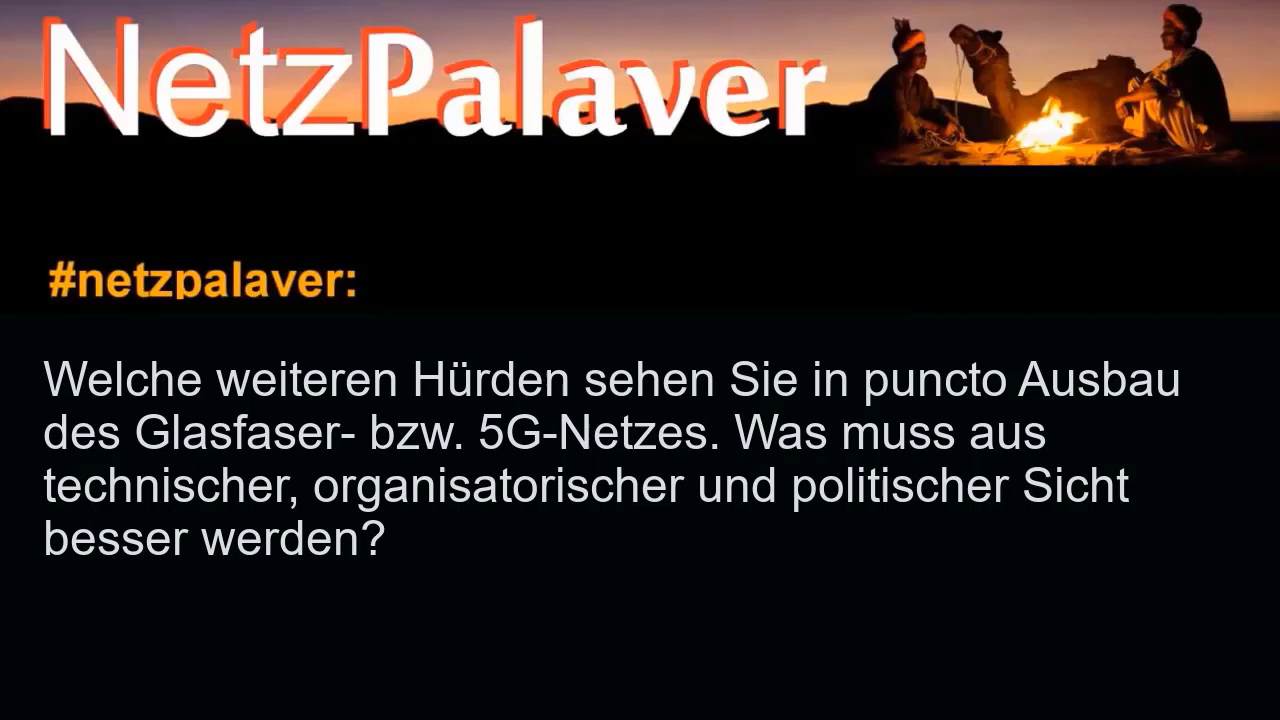 NetzPalaver
#netzpalaver:
Welche weiteren Hürden sehen Sie in puncto Ausbau
des Glasfaser- bzw. 5G-Netzes. Was muss aus
technischer, organisatorischer und politischer Sicht
besser werden?